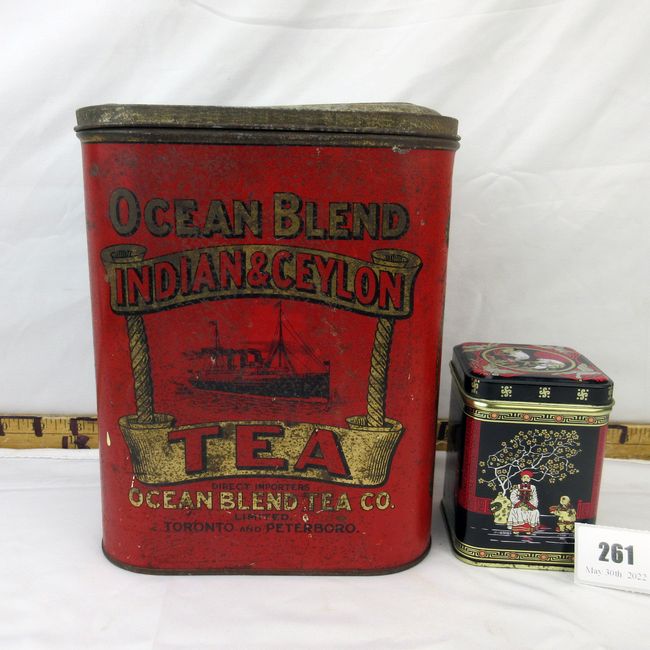 OCEAN BLEND
INDIAN & CEYLON
TEA
DIRECT IMPORTERS
OCEAN BLEND TEA CO.
LIMITED.
TORONTO AND PETERBORO.
261
May 30th 2022